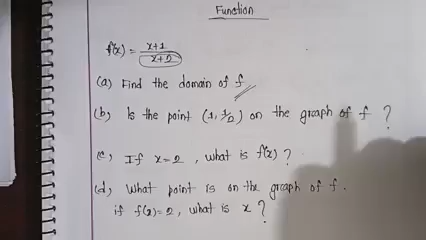 Function
f(x) = x+1 / x+2
(a) Find the domain of f
(b) Is the point (1, 1/2) on the graph of f ?
(c) If x=2 , what is f(x) ?
(d) What point is on the graph of f.
if f(x)=2, what is x ?